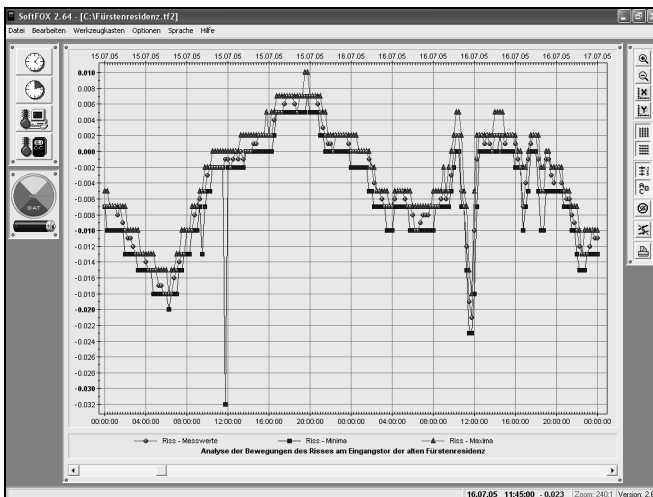 SoftFOX 2.64 - [C:\Fürstenresidenz.tf2]
Datei Bearbeiten Werkzeugkasten Optionen Sprache Hilfe
15.07.05 15.07.05 15.07.05 15.07.05 15.07.05 15.07.05 16.07.05 16.07.05 16.07.05 16.07.05 16.07.05 16.07.05 17.07.05
0.010
0.008
0.006
0.004
0.002
0.000
-0.002
-0.004
-0.006
-0.008
-0.010
-0.012
-0.014
-0.016
-0.018
-0.020
-0.022
-0.024
-0.026
-0.028
-0.030
-0.032
00:00:00 04:00:00 08:00:00 12:00:00 16:00:00 20:00:00 00:00:00 04:00:00 08:00:00 12:00:00 16:00:00 20:00:00 00:00:00
Riss - Messwerte Riss - Minima Riss - Maxima
Analyse der Bewegungen des Risses am Eingangstor der alten Fürstenresidenz
BAT
X
Y
16.07.05 11:45:00 -0.023 Zoom: 240:1 Version: 2.6